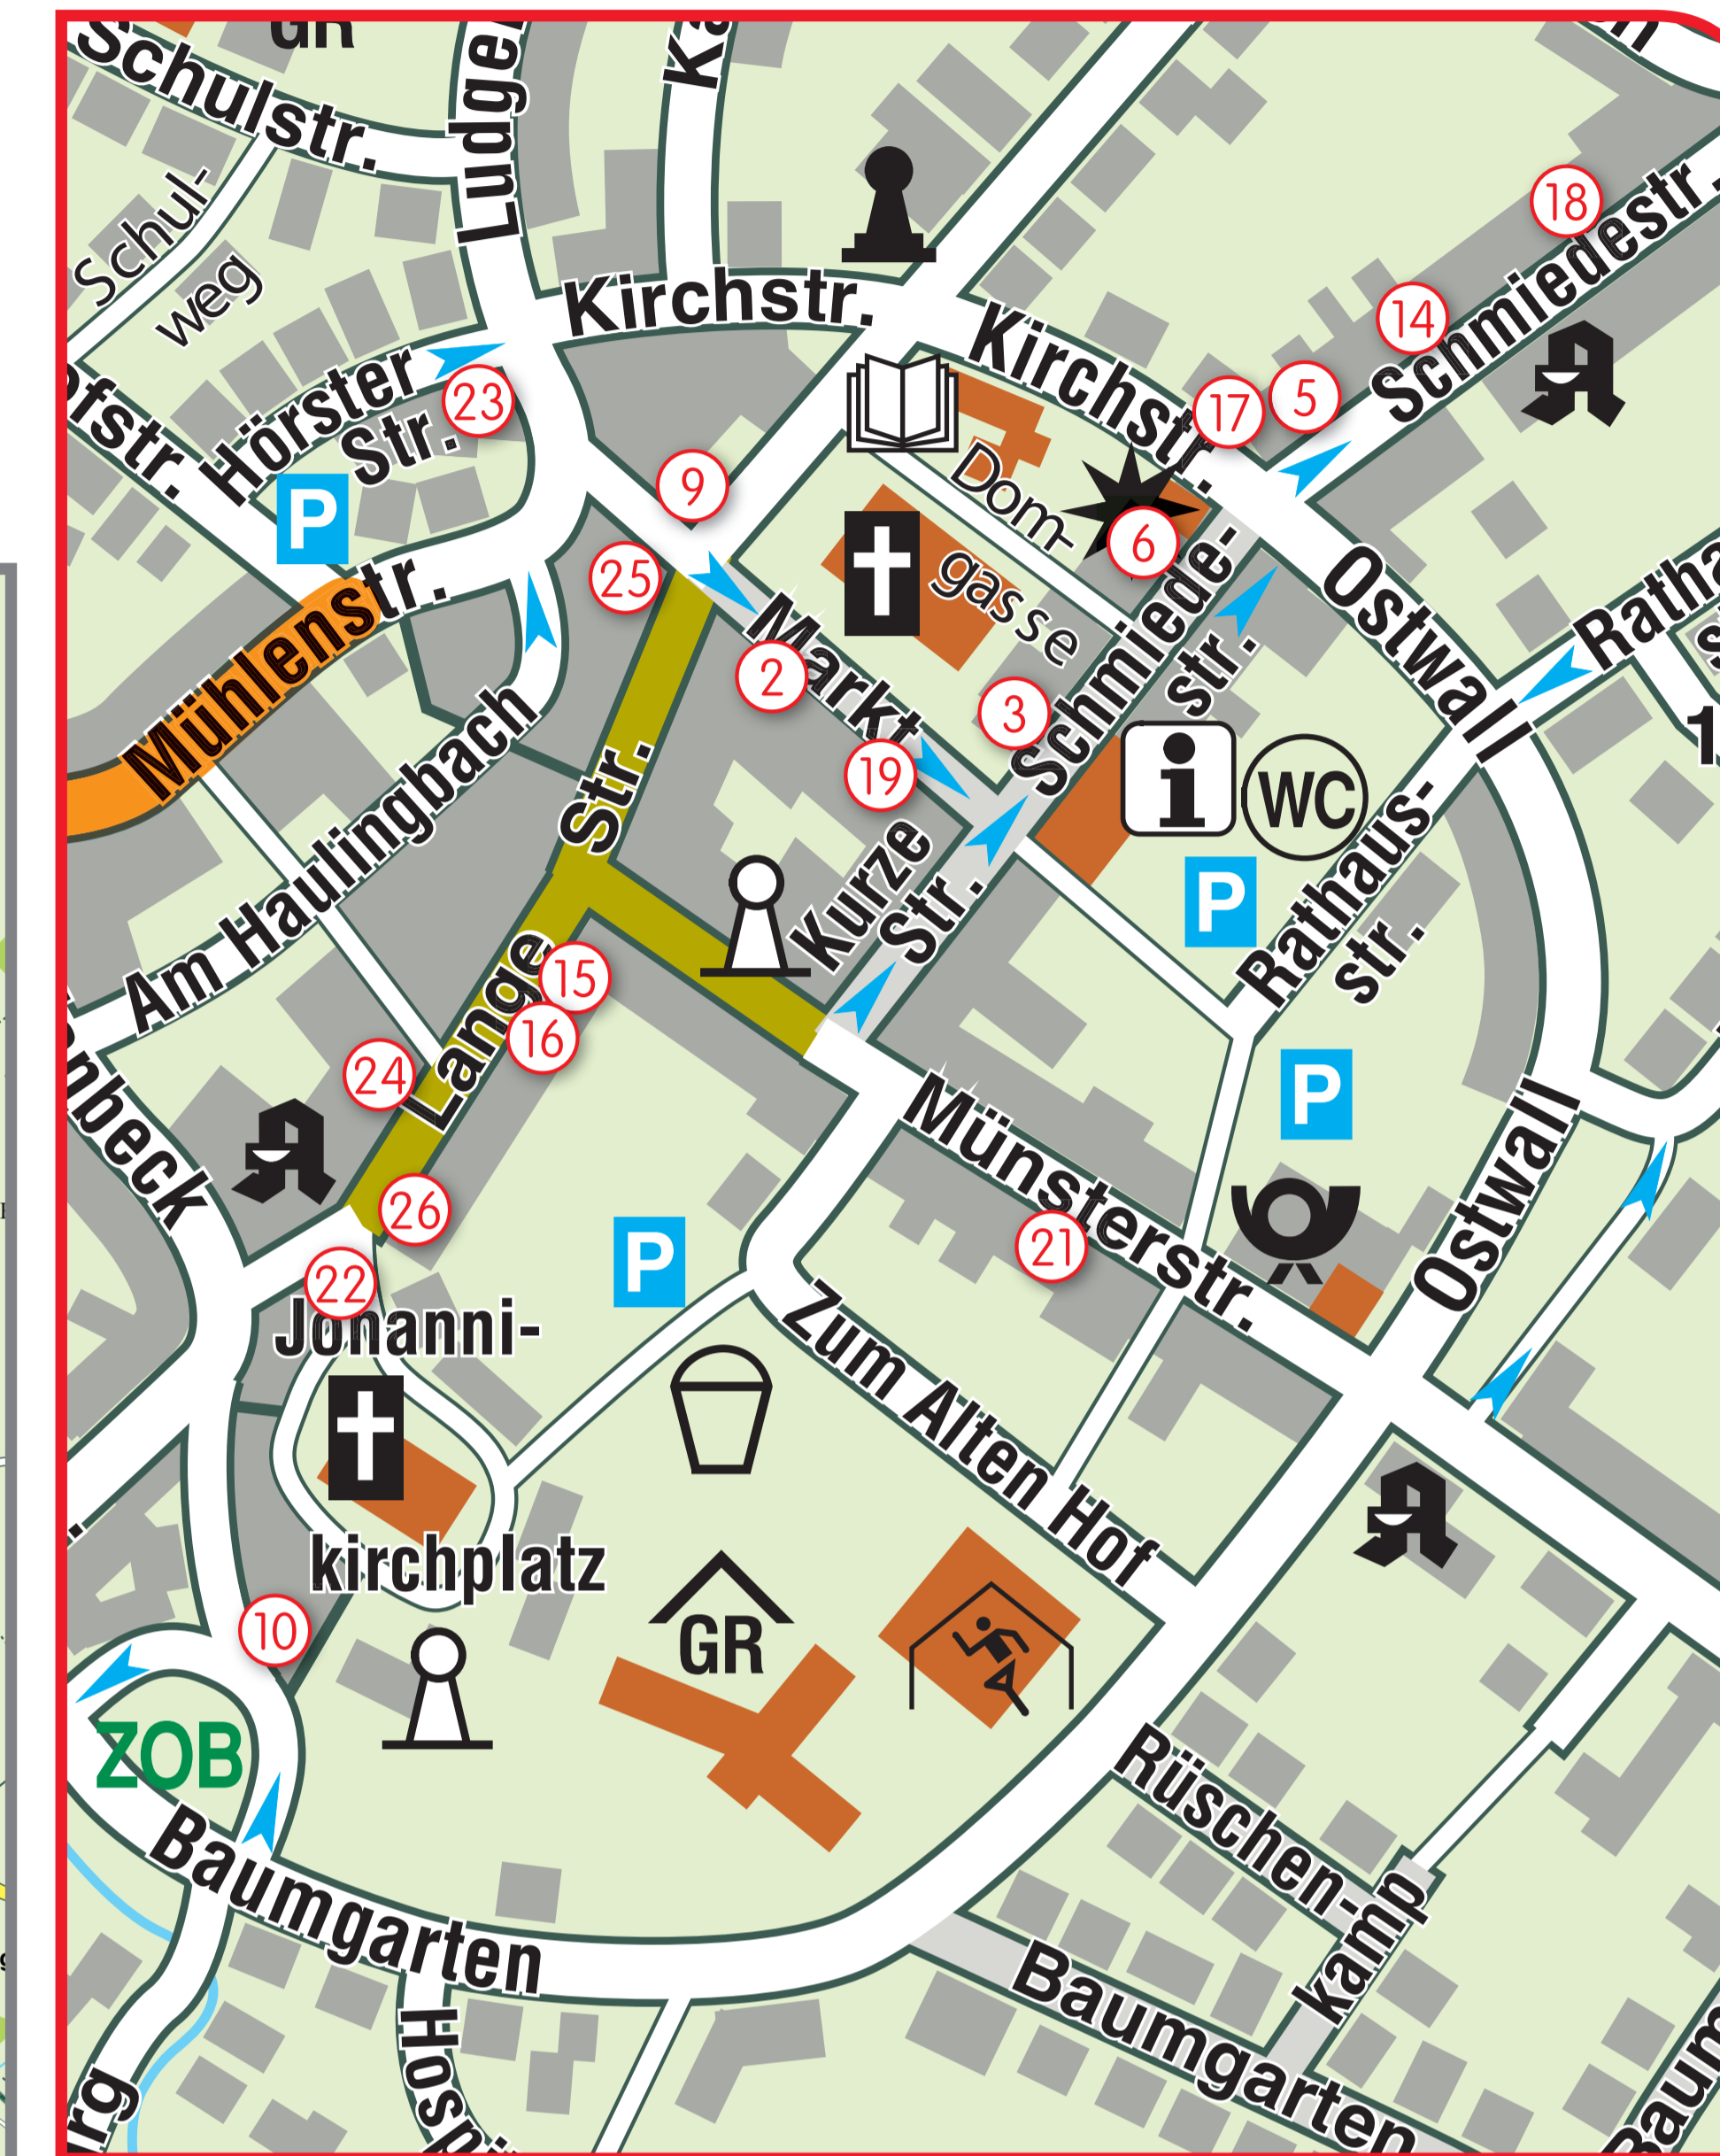 GR
Schulstr.
18
Schul-
weg
Kirchstr.
Kirchstr.
14
Schmiedestr.
5
17
Hörster
Str.
23
P
9
Dom-
gasse
6
25
Mühlenstr.
Markt
2
3
Schmiede-
str.
Ostwall
19
i
WC
Am Haulingbach
Str.
Kurze
Str.
P
Rathaus-
str.
Lange
15
16
24
P
Münsterstr.
Ostwall
26
21
P
22
Johanni-
kirchplatz
Zum Alten Hof
10
GR
ZOB
Rüschen-
kamp
Baumgarten
Baumgarten